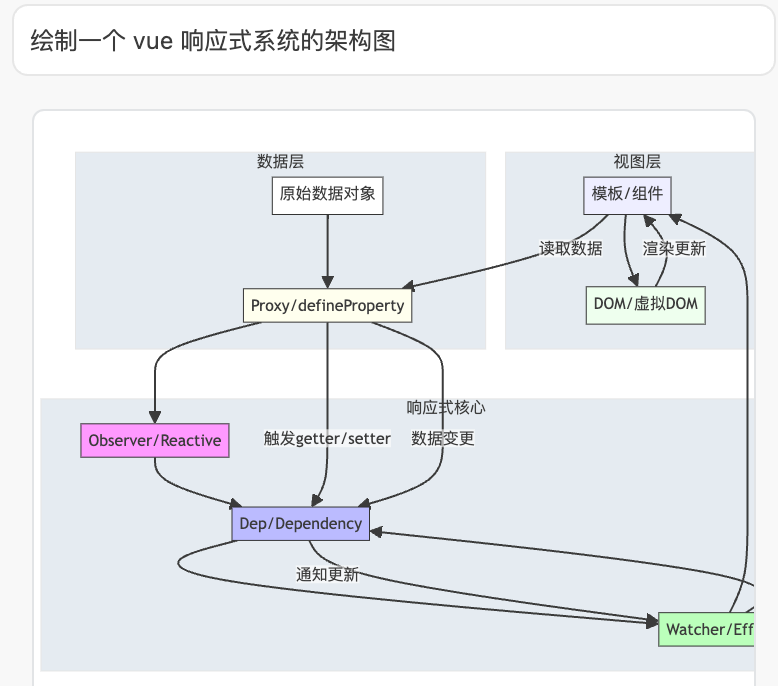 绘制一个 vue 响应式系统的架构图
数据层
视图层
原始数据对象
模板/组件
读取数据
渲染更新
Proxy/defineProperty
DOM/虚拟DOM
响应式核心
Observer/Reactive
触发getter/setter
数据变更
Dep/Dependency
通知更新
Watcher/Eff